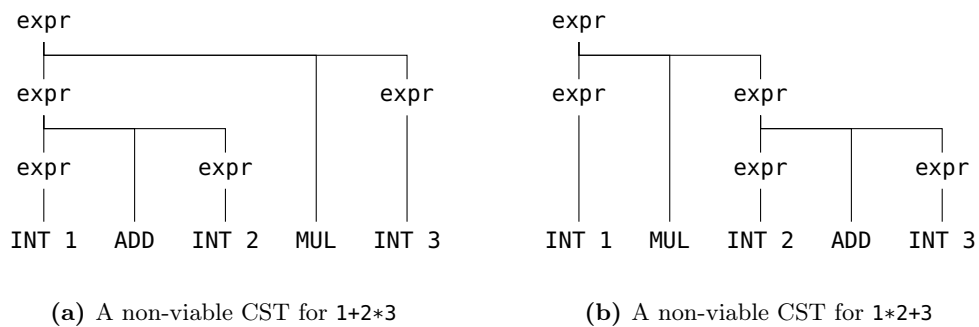 expr expr
expr expr expr expr
expr expr expr expr
INT 1 ADD INT 2 MUL INT 3 INT 1 MUL INT 2 ADD INT 3
(a) A non-viable CST for 1+2*3 (b) A non-viable CST for 1*2+3